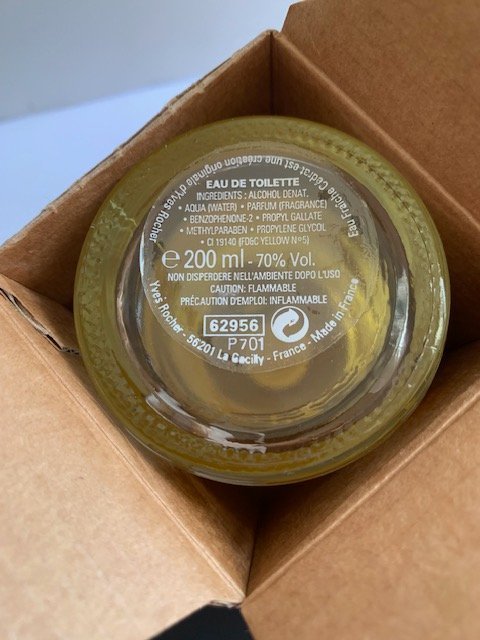 Eau Fraîche Cédrat est une création originale d'Yves Rocher
EAU DE TOILETTE
INGREDIENTS : ALCOHOL DENAT.
• AQUA (WATER) • PARFUM (FRAGRANCE)
• BENZOPHENONE-2 • PROPYL GALLATE
• METHYLPARABEN • PROPYLENE GLYCOL
• CI 19140 (FD&C YELLOW Nº5)
e 200 ml - 70% Vol.
NON DISPERDERE NELL'AMBIENTE DOPO L'USO
CAUTION: FLAMMABLE
PRÉCAUTION D'EMPLOI: INFLAMMABLE
62956
P701
Yves Rocher - 56201 La Gacilly - France - Made in France